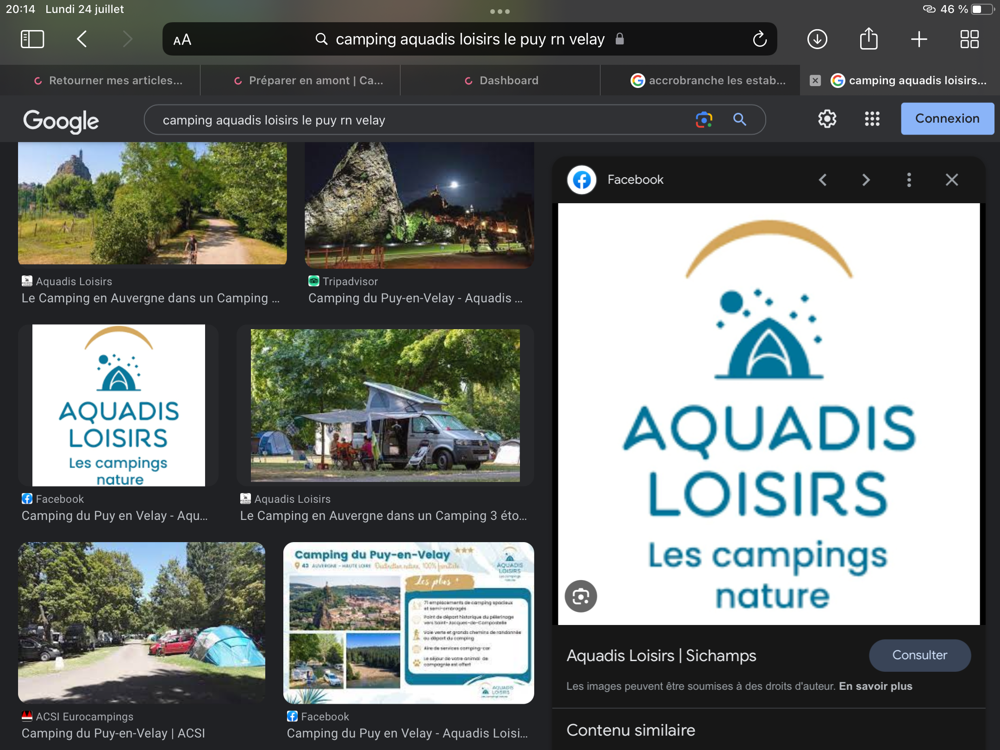 20:14 Lundi 24 juillet
46 %
AA
camping aquadis loisirs le puy rn velay
Retourner mes articles...
Préparer en amont | Ca...
Dashboard
accrobranche les estab...
camping aquadis loisirs...
Google
camping aquadis loisirs le puy rn velay
Connexion
Aquadis Loisirs
Le Camping en Auvergne dans un Camping ...
Tripadvisor
Camping du Puy-en-Velay - Aquadis ...
AQUADIS
LOISIRS
Les campings
nature
Facebook
Camping du Puy en Velay - Aqu...
Aquadis Loisirs
Le Camping en Auvergne dans un Camping 3 éto...
ACSI Eurocampings
Camping du Puy-en-Velay | ACSI
Camping du Puy-en-Velay
43 AUVERGNE - HAUTE LOIRE Destination nature, 100% familiale
AQUADIS
LOISIRS
Les campings
nature
Les plus +
71 emplacements de camping spacieux
et semi-ombragés
Point de départ historique du pèlerinage
vers Saint-Jacques-de-Compostelle
Voie verte et grands chemins de randonnée
au départ du camping
Aire de services camping-car
Le séjour de votre animal de
compagnie est offert
AQUADIS
LOISIRS
Facebook
Camping du Puy en Velay - Aquadis Loisi...
Facebook
AQUADIS
LOISIRS
Les campings
nature
Aquadis Loisirs | Sichamps
Consulter
Les images peuvent être soumises à des droits d'auteur. En savoir plus
Contenu similaire